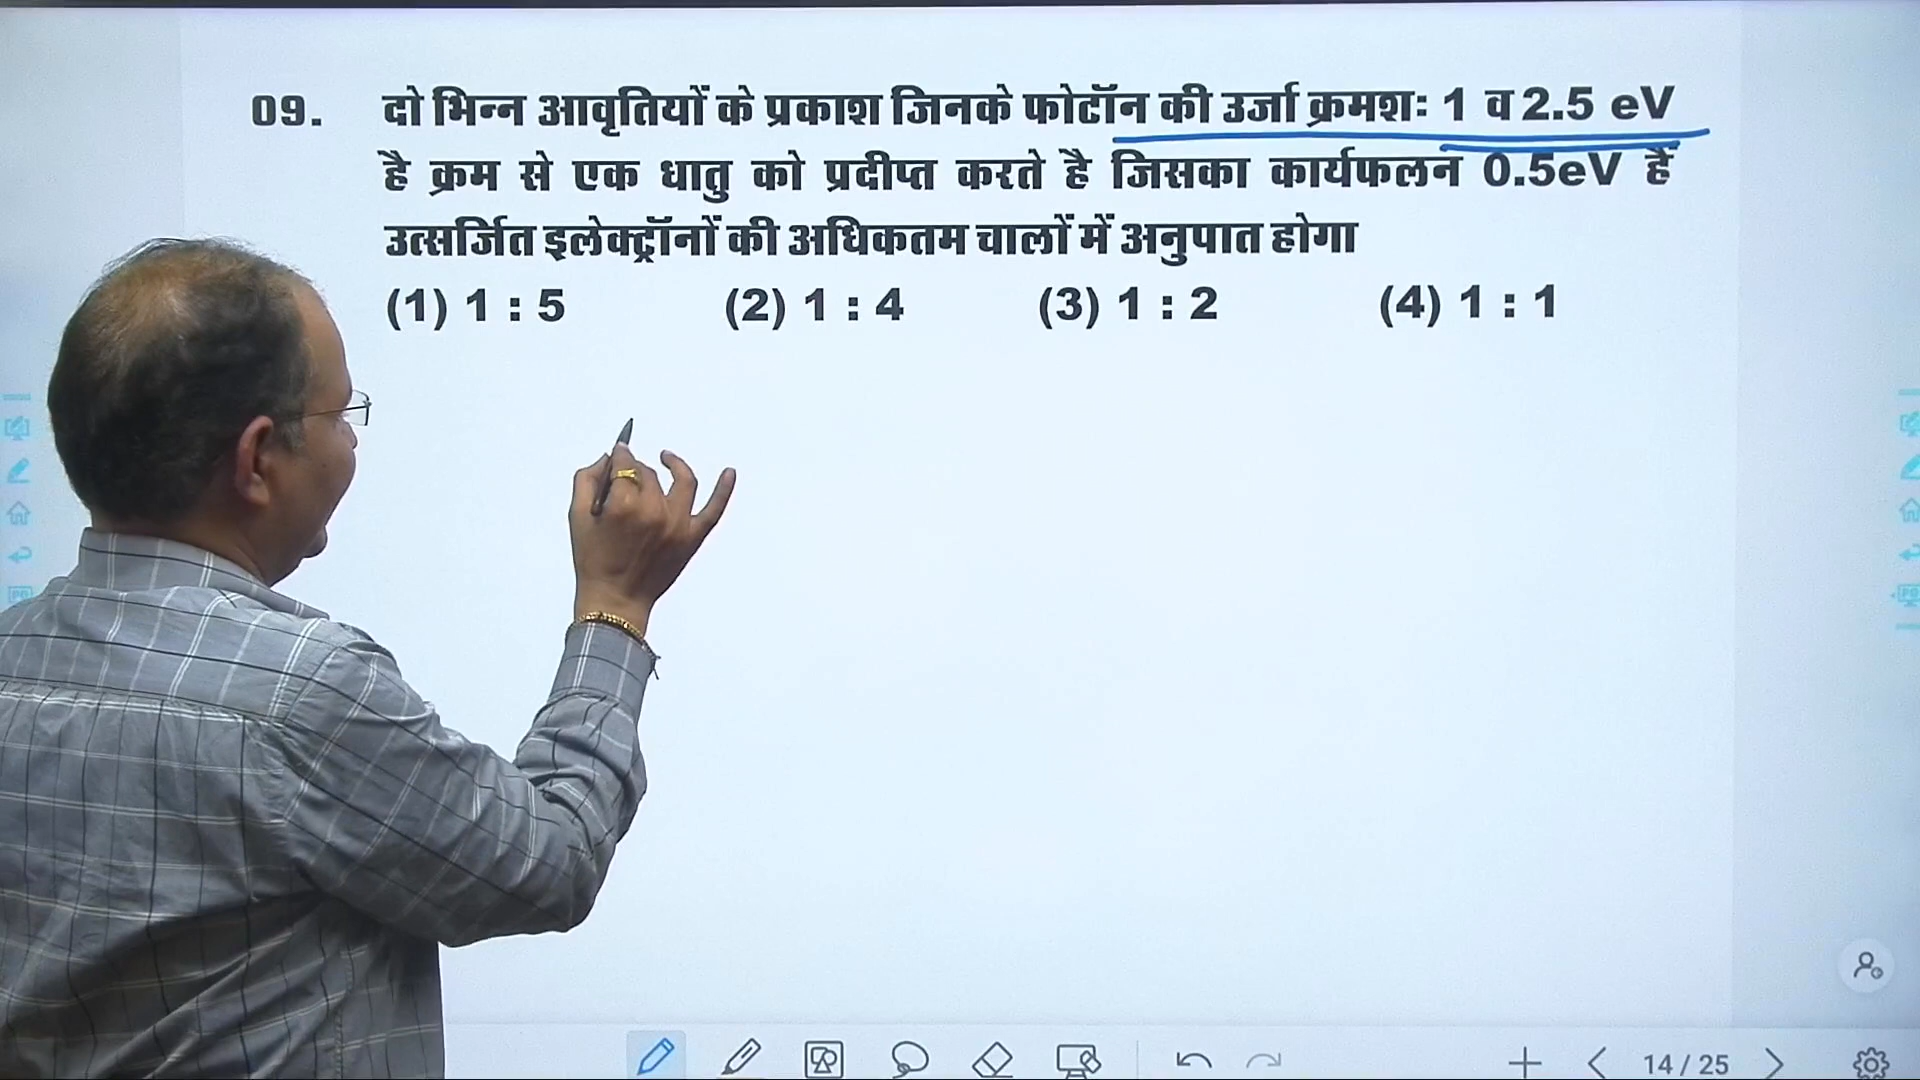 09. दो भिन्न आवृतियों के प्रकाश जिनके फोटॉन की उर्जा क्रमशः 1 व 2.5 eV
है क्रम से एक धातु को प्रदीप्त करते है जिसका कार्यफलन 0.5eV हैं
उत्सर्जित इलेक्ट्रॉनों की अधिकतम चालों में अनुपात होगा
(1) 1 : 5 (2) 1 : 4 (3) 1 : 2 (4) 1 : 1
14 / 25